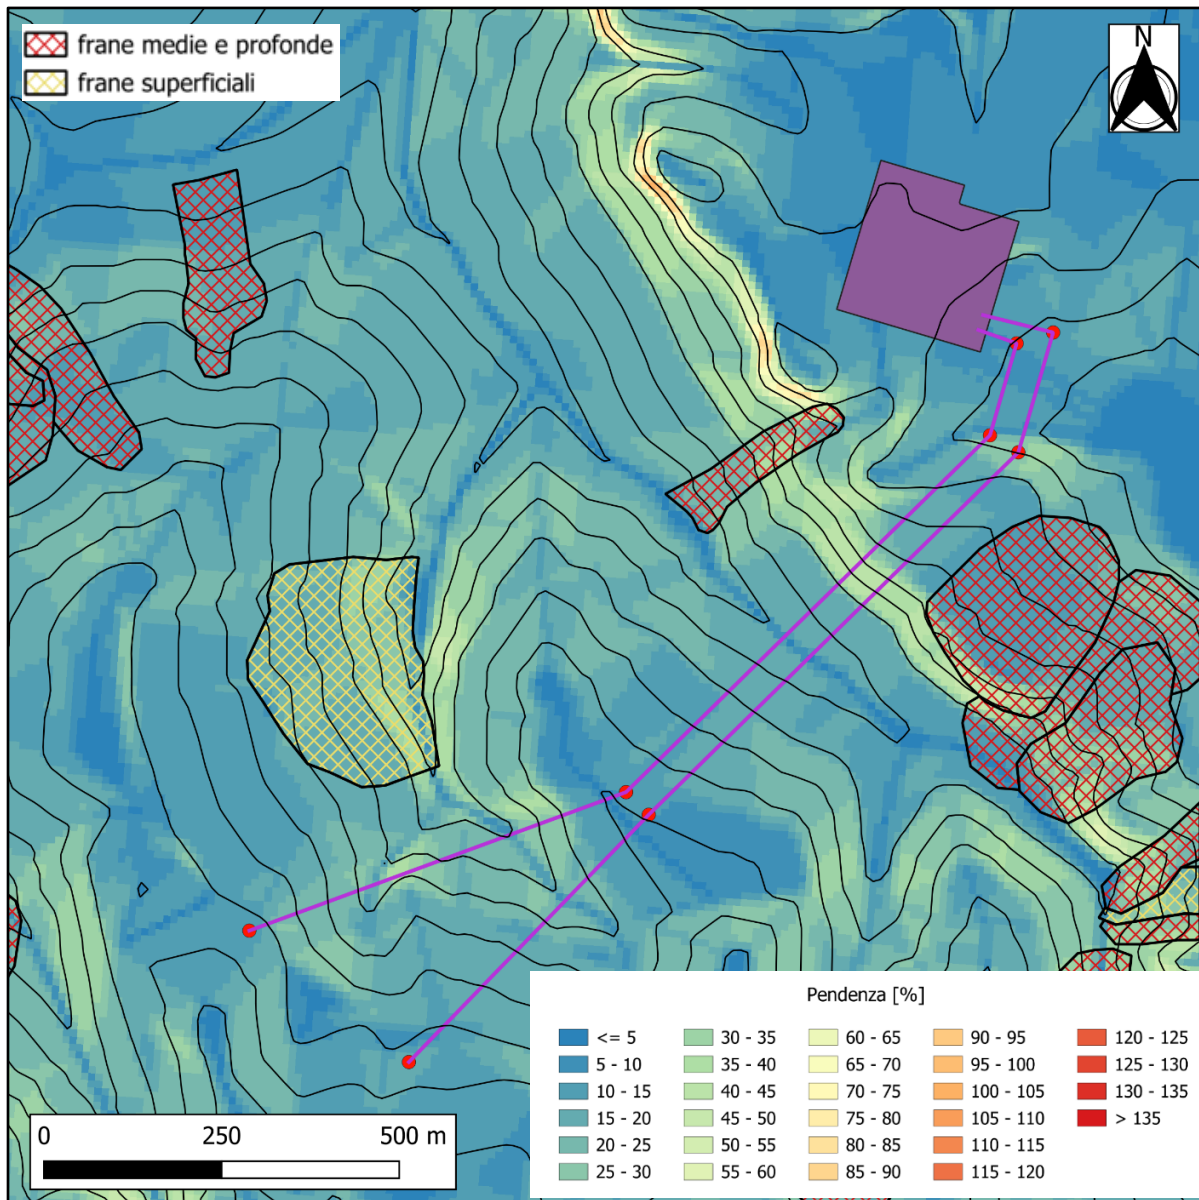 frane medie e profonde
frane superficiali
N
Pendenza [%]
<= 5
5 - 10
10 - 15
15 - 20
20 - 25
25 - 30
30 - 35
35 - 40
40 - 45
45 - 50
50 - 55
55 - 60
60 - 65
65 - 70
70 - 75
75 - 80
80 - 85
85 - 90
90 - 95
95 - 100
100 - 105
105 - 110
110 - 115
115 - 120
120 - 125
125 - 130
130 - 135
> 135
0 250 500 m